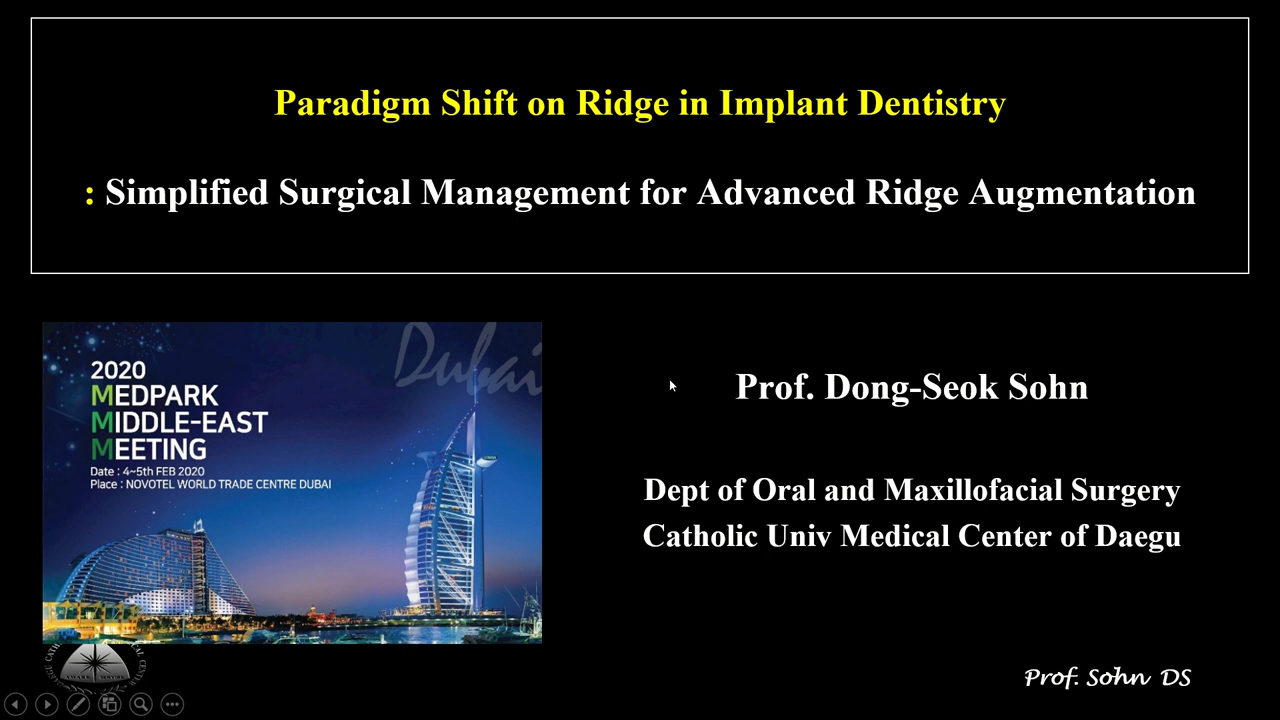 Paradigm Shift on Ridge in Implant Dentistry
: Simplified Surgical Management for Advanced Ridge Augmentation
Dubai
2020
MEDPARK
MIDDLE-EAST
MEETING
Date : 4~5th FEB 2020
Place : NOVOTEL WORLD TRADE CENTRE DUBAI
Prof. Dong-Seok Sohn
Dept of Oral and Maxillofacial Surgery
Catholic Univ Medical Center of Daegu
Prof. Sohn DS